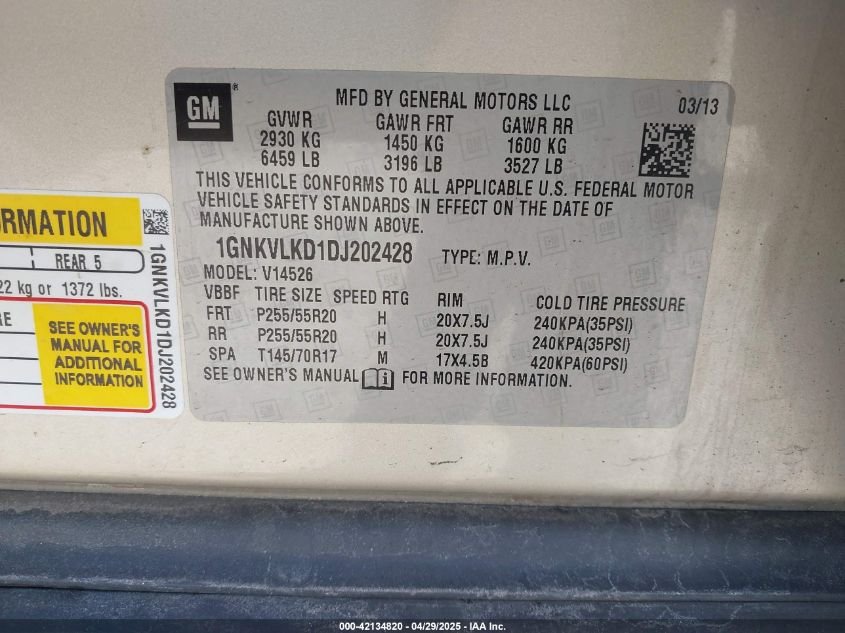 GM ®
MFD BY GENERAL MOTORS LLC 03/13
GVWR GAWR FRT GAWR RR
2930 KG 1450 KG 1600 KG
6459 LB 3196 LB 3527 LB
THIS VEHICLE CONFORMS TO ALL APPLICABLE U.S. FEDERAL MOTOR
VEHICLE SAFETY STANDARDS IN EFFECT ON THE DATE OF
MANUFACTURE SHOWN ABOVE.
1GNKVLKD1DJ202428 TYPE: M.P.V.
MODEL: V14526
VBBF TIRE SIZE SPEED RTG RIM COLD TIRE PRESSURE
FRT P255/55R20 H 20X7.5J 240KPA(35PSI)
RR P255/55R20 H 20X7.5J 240KPA(35PSI)
SPA T145/70R17 M 17X4.5B 420KPA(60PSI)
SEE OWNER'S MANUAL FOR MORE INFORMATION.
RMATION
REAR 5
22 kg or 1372 lbs.
RE
SEE OWNER'S
MANUAL FOR
ADDITIONAL
INFORMATION
1GNKVLKD1DJ202428
000-42134820 - 04/29/2025 - IAA Inc.